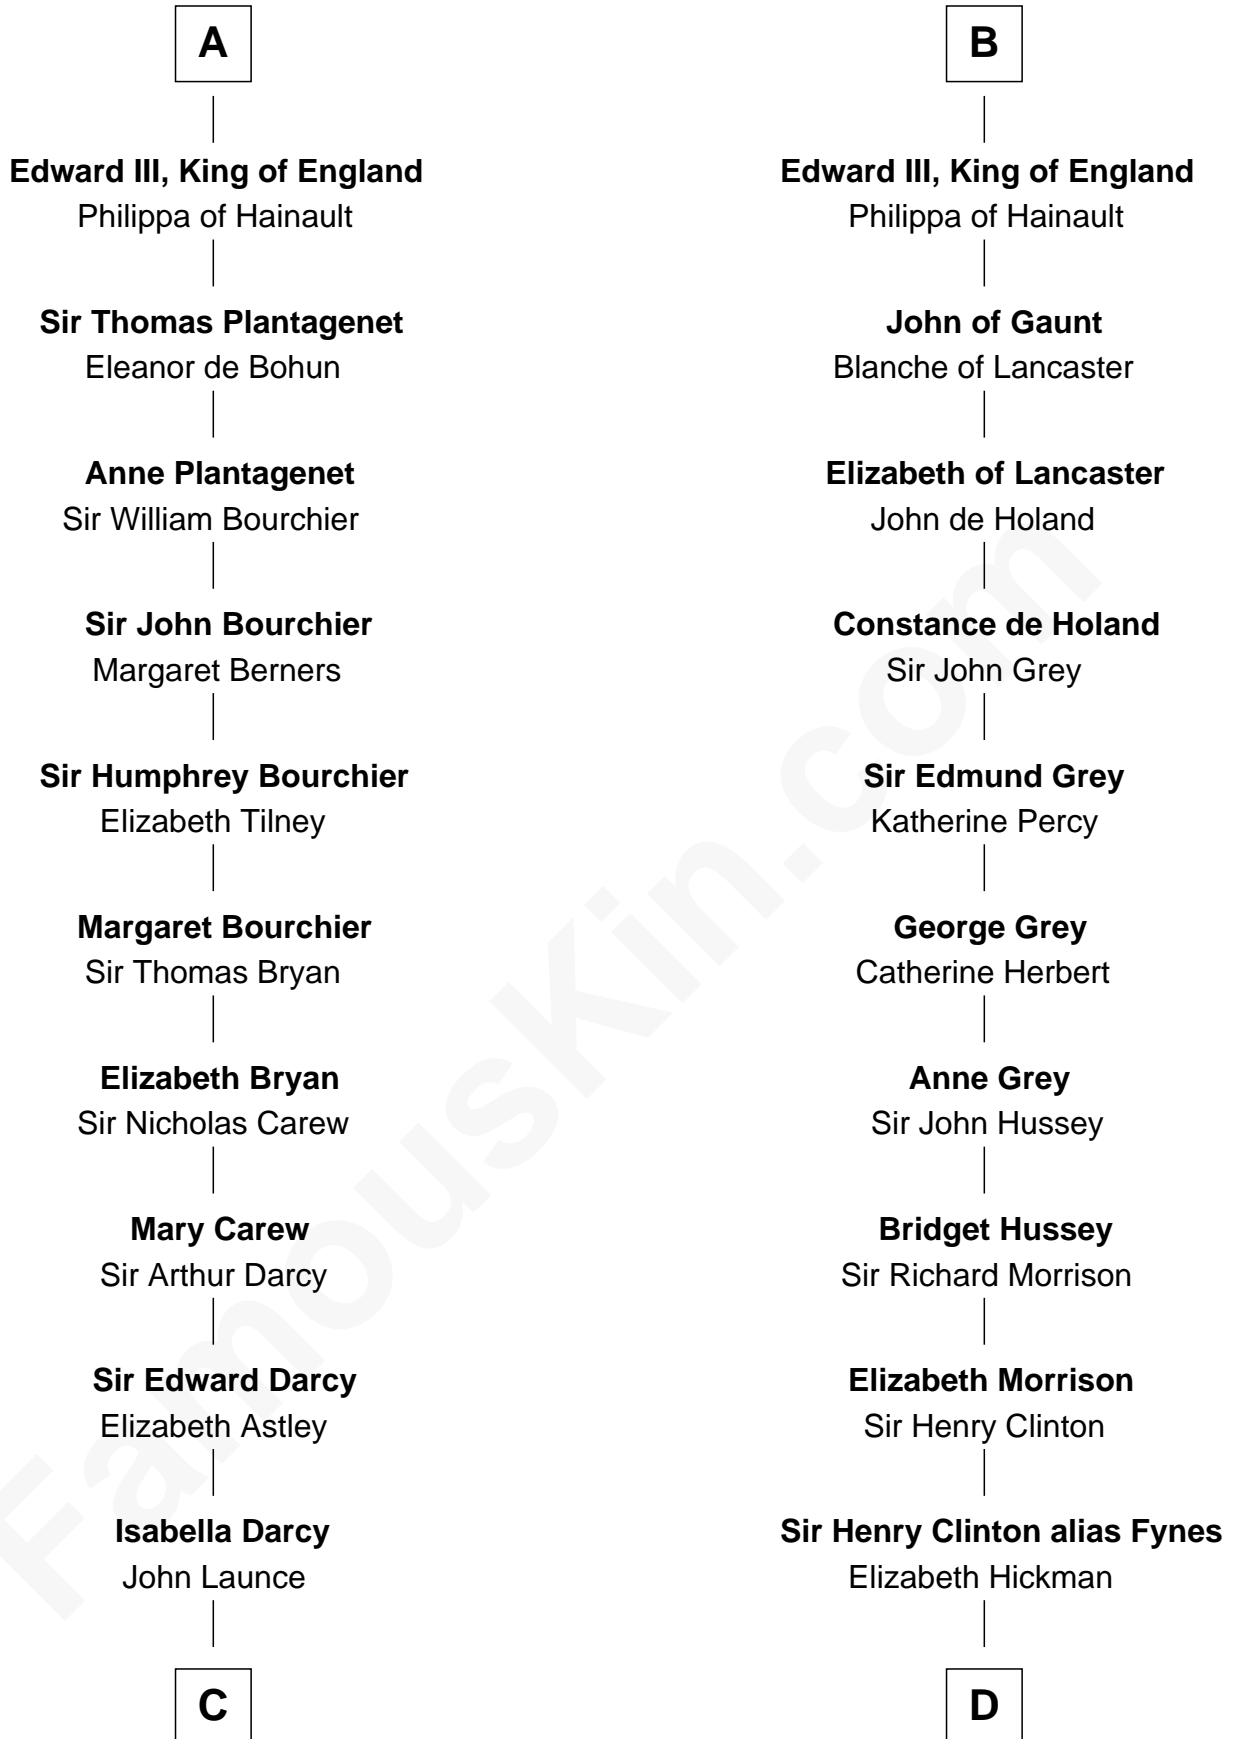 A
Edward III, King of England
Philippa of Hainault
Sir Thomas Plantagenet
Eleanor de Bohun
Anne Plantagenet
Sir William Bourchier
Sir John Bourchier
Margaret Berners
Sir Humphrey Bourchier
Elizabeth Tilney
Margaret Bourchier
Sir Thomas Bryan
Elizabeth Bryan
Sir Nicholas Carew
Mary Carew
Sir Arthur Darcy
Sir Edward Darcy
Elizabeth Astley
Isabella Darcy
John Launce
C
B
Edward III, King of England
Philippa of Hainault
John of Gaunt
Blanche of Lancaster
Elizabeth of Lancaster
John de Holand
Constance de Holand
Sir John Grey
Sir Edmund Grey
Katherine Percy
George Grey
Catherine Herbert
Anne Grey
Sir John Hussey
Bridget Hussey
Sir Richard Morrison
Elizabeth Morrison
Sir Henry Clinton
Sir Henry Clinton alias Fynes
Elizabeth Hickman
D
FamousKin.com